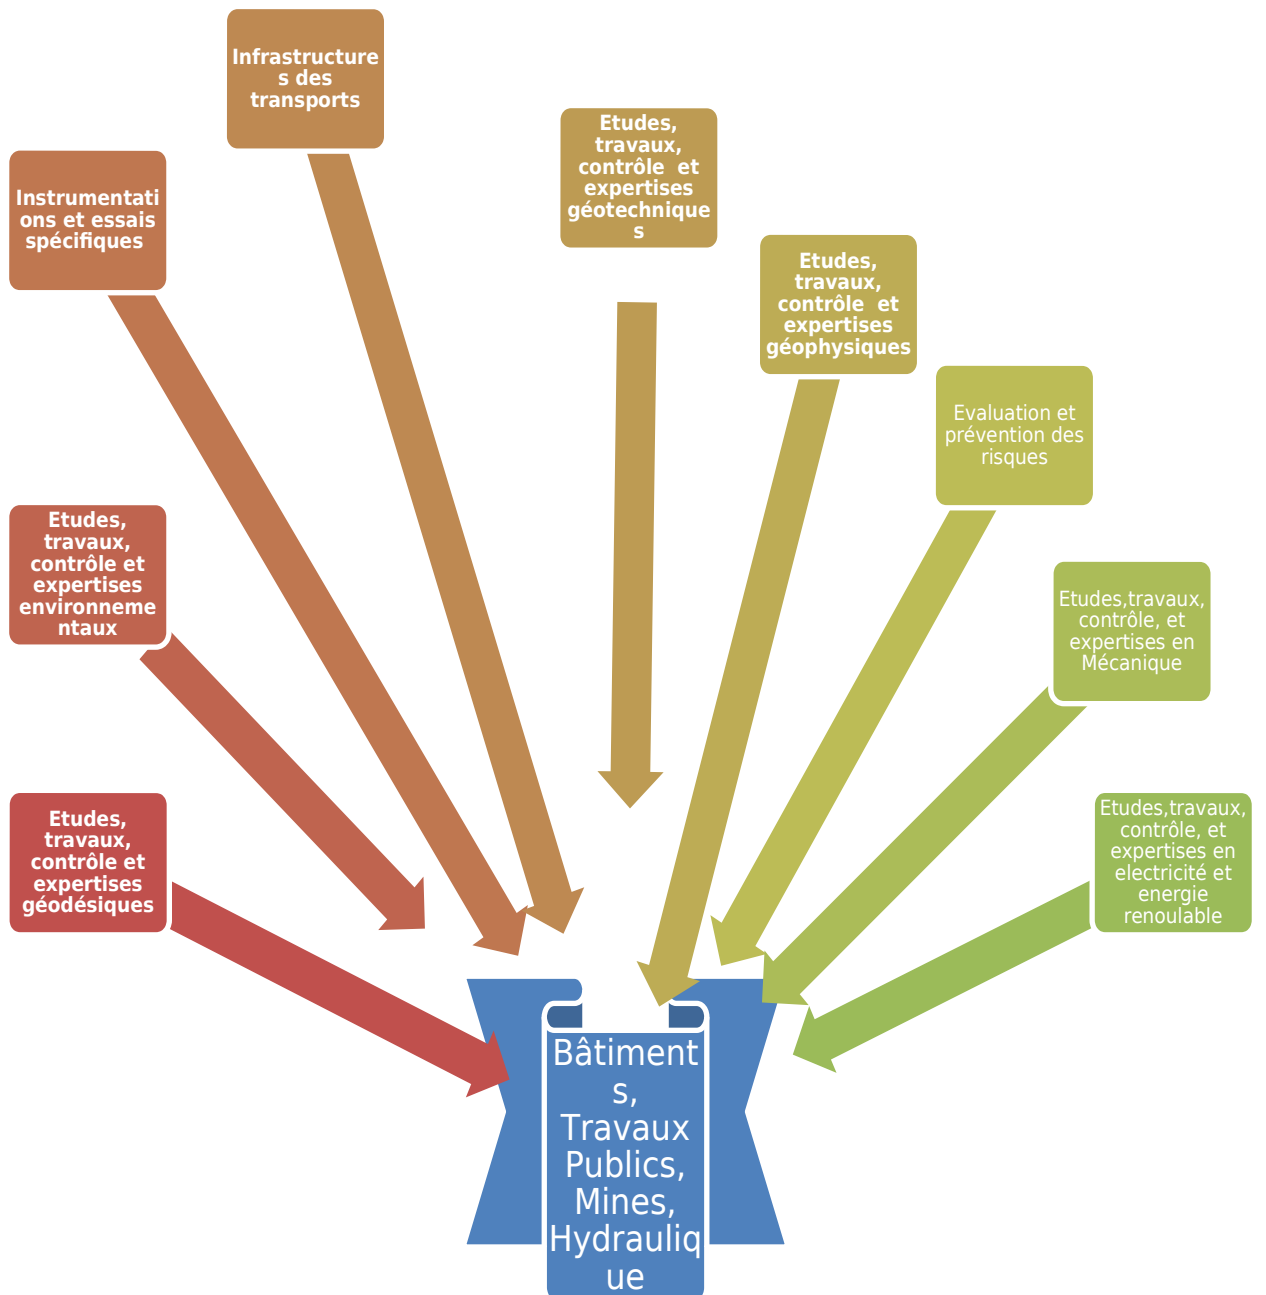 Infrastructure
s des
transports
Etudes,
travaux,
contrôle  et
expertises
géotechnique
s
Instrumentati
ons et essais
spécifiques
Etudes,
travaux,
contrôle  et
expertises
géophysiques
Evaluation et
prévention des
risques
Etudes,
travaux,
contrôle et
expertises
environneme
ntaux
Etudes,travaux,
contrôle, et
expertises en
Mécanique
Etudes,
travaux,
contrôle et
expertises
géodésiques
Etudes,travaux,
contrôle, et
expertises en
electricité et
energie
renoulable
Bâtiment
s,
Travaux
Publics,
Mines,
Hydrauliq
ue